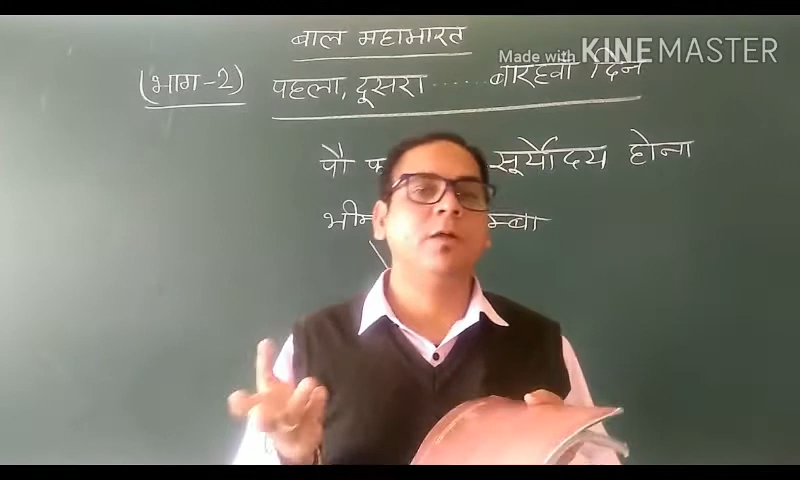 बाल महाभारत
Made with KINEMASTER
(भाग-2) पहला, दूसरा ...... बारहवाँ दिन
पौ सूर्योदय होना